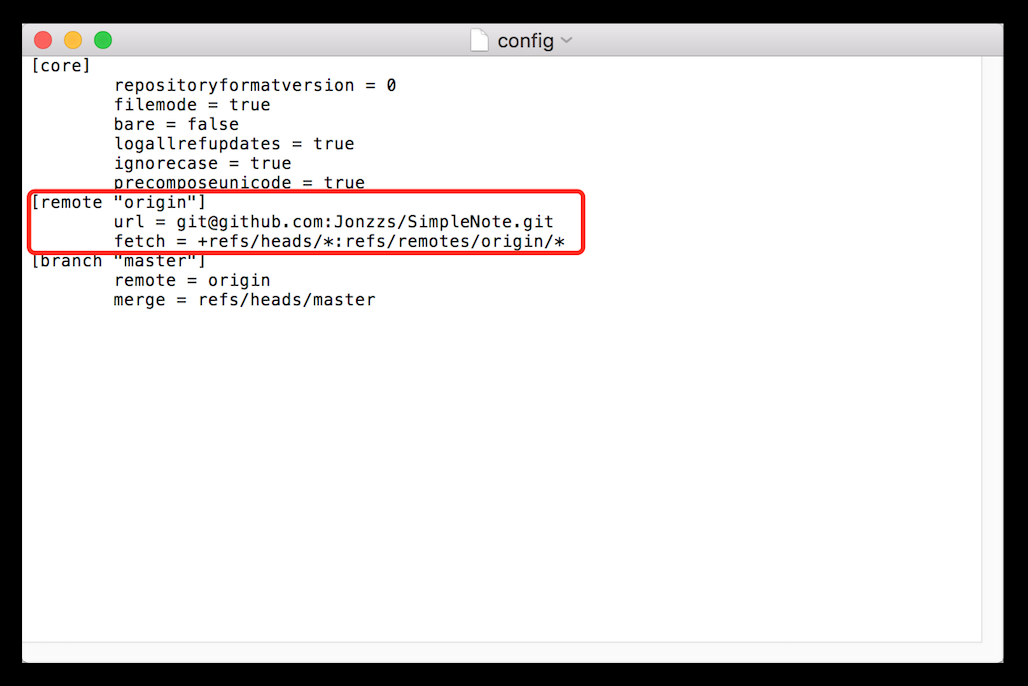 config
[core]
repositoryformatversion = 0
filemode = true
bare = false
logallrefupdates = true
ignorecase = true
precomposeunicode = true
[remote "origin"]
url = git@github.com:Jonzzs/SimpleNote.git
fetch = +refs/heads/*:refs/remotes/origin/*
[branch "master"]
remote = origin
merge = refs/heads/master